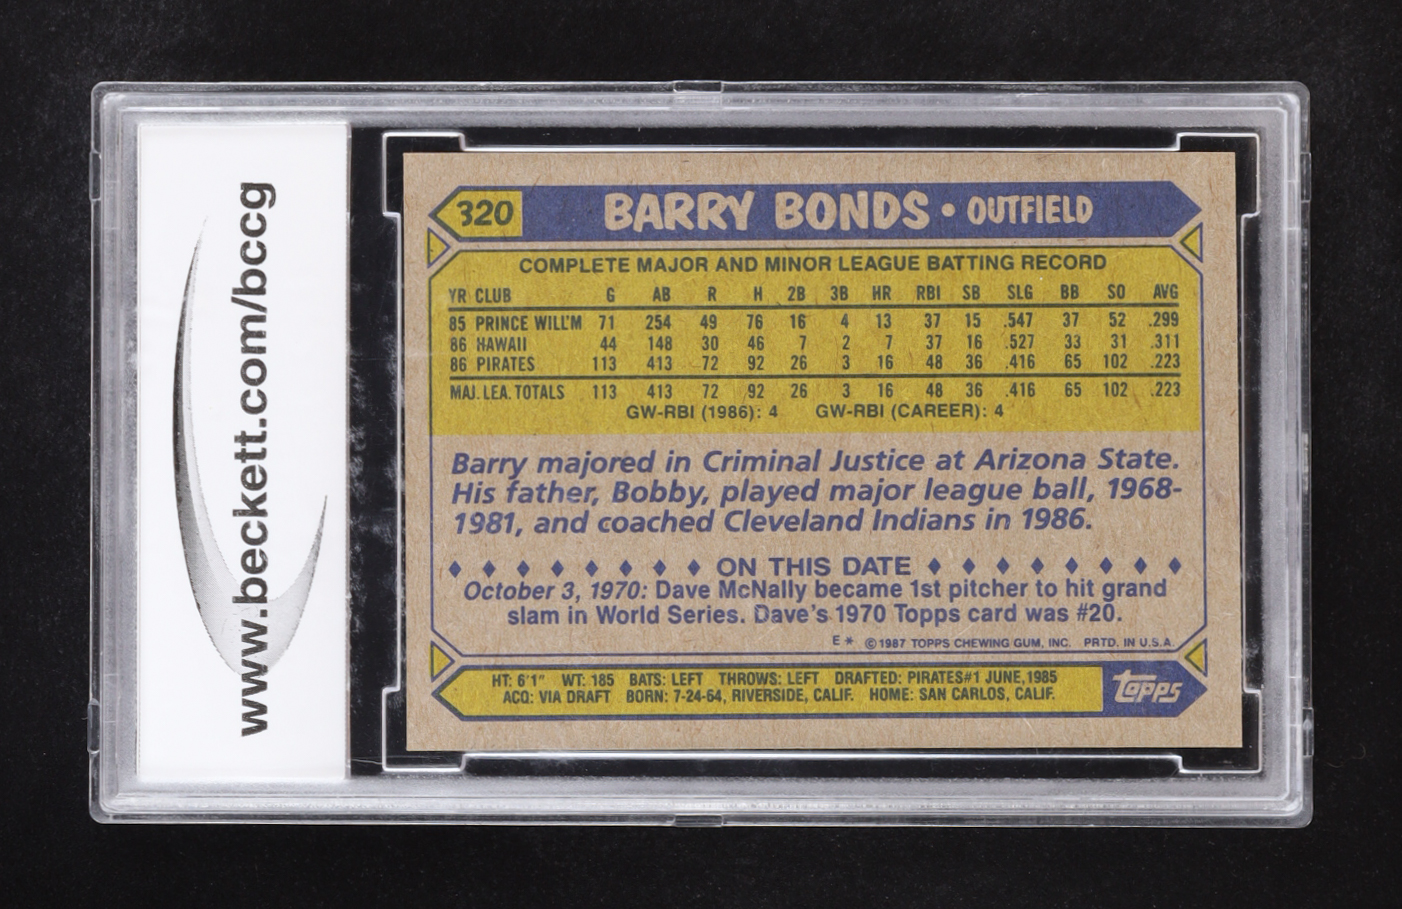 www.beckett.com/bccg
320 BARRY BONDS • OUTFIELD
COMPLETE MAJOR AND MINOR LEAGUE BATTING RECORD
YR CLUB G AB R H 2B 3B HR RBI SB SLG BB SO AVG
85 PRINCE WILL'M 71 254 49 76 16 4 13 37 15 .547 37 52 .299
86 HAWAII 44 148 30 46 7 2 7 37 16 .527 33 31 .311
86 PIRATES 113 413 72 92 26 3 16 48 36 .416 65 102 .223
MAJ. LEA. TOTALS 113 413 72 92 26 3 16 48 36 .416 65 102 .223
GW-RBI (1986): 4 GW-RBI (CAREER): 4
Barry majored in Criminal Justice at Arizona State.
His father, Bobby, played major league ball, 1968-
1981, and coached Cleveland Indians in 1986.
♦ ♦ ♦ ♦ ♦ ♦ ♦ ♦ ON THIS DATE ♦ ♦ ♦ ♦ ♦ ♦ ♦ ♦
October 3, 1970: Dave McNally became 1st pitcher to hit grand
slam in World Series. Dave's 1970 Topps card was #20.
E* ©1987 TOPPS CHEWING GUM, INC. PRTD. IN U.S.A.
HT: 6'1" WT: 185 BATS: LEFT THROWS: LEFT DRAFTED: PIRATES#1 JUNE,1985
ACQ: VIA DRAFT BORN: 7-24-64, RIVERSIDE, CALIF. HOME: SAN CARLOS, CALIF.
topps